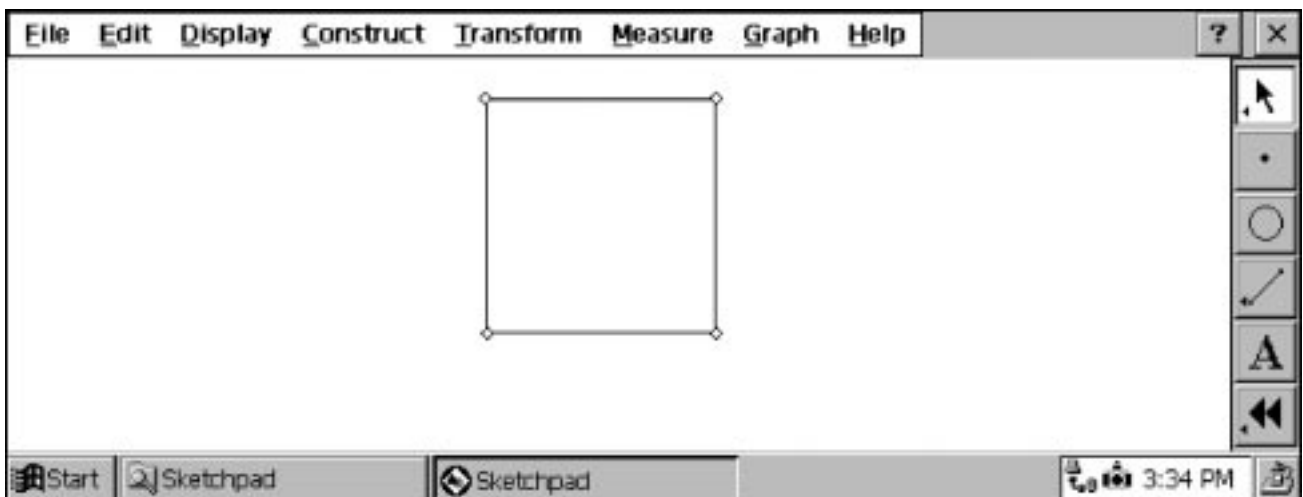 File Edit Display Construct Transform Measure Graph Help ? ×
A
Start Sketchpad Sketchpad 3:34 PM